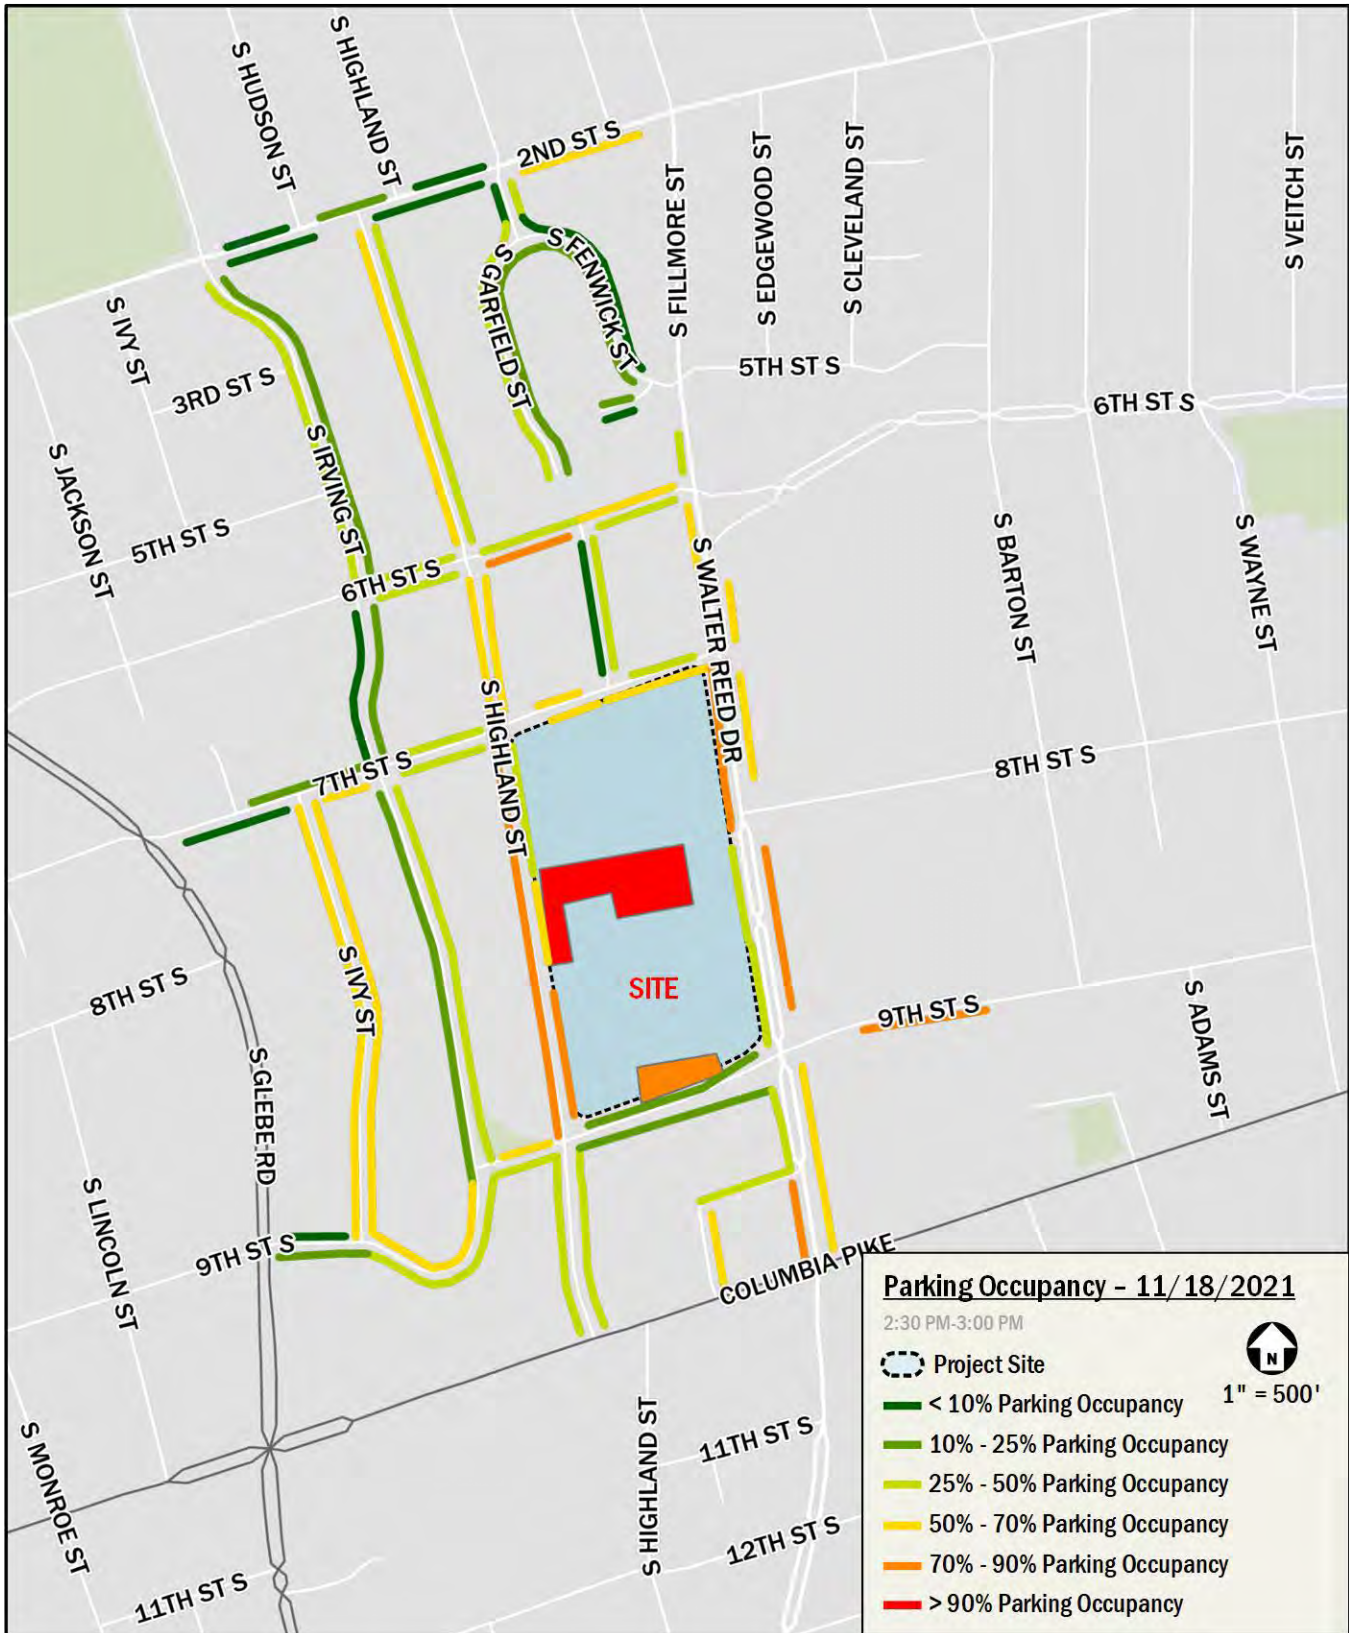 S HUDSON ST
S HIGHLAND ST
2ND ST S
S FILLMORE ST
S EDGEWOOD ST
S CLEVELAND ST
S VEITCH ST
S IVY ST
3RD ST S
S GARFIELD ST
S FENWICK ST
5TH ST S
6TH ST S
S JACKSON ST
S IRVING ST
5TH ST S
6TH ST S
S WALTER REED DR
S BARTON ST
S WAYNE ST
S HIGHLAND ST
7TH ST S
8TH ST S
8TH ST S
S IVY ST
SITE
9TH ST S
S ADAMS ST
S GLEBE RD
S LINCOLN ST
9TH ST S
COLUMBIA PIKE
S MONROE ST
11TH ST S
S HIGHLAND ST
11TH ST S
12TH ST S
Parking Occupancy – 11/18/2021
2:30 PM-3:00 PM
Project Site
N
1" = 500'
< 10% Parking Occupancy
10% - 25% Parking Occupancy
25% - 50% Parking Occupancy
50% - 70% Parking Occupancy
70% - 90% Parking Occupancy
> 90% Parking Occupancy